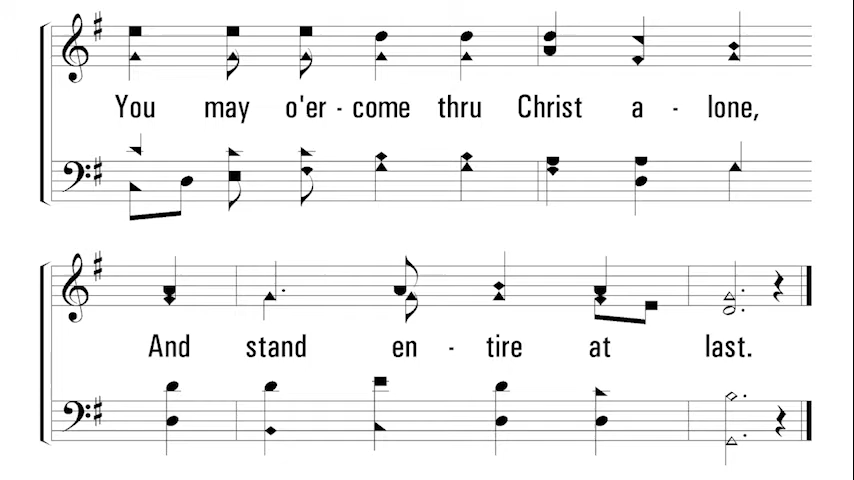 You may o'er - come thru Christ a - lone,
And stand en - tire at last.